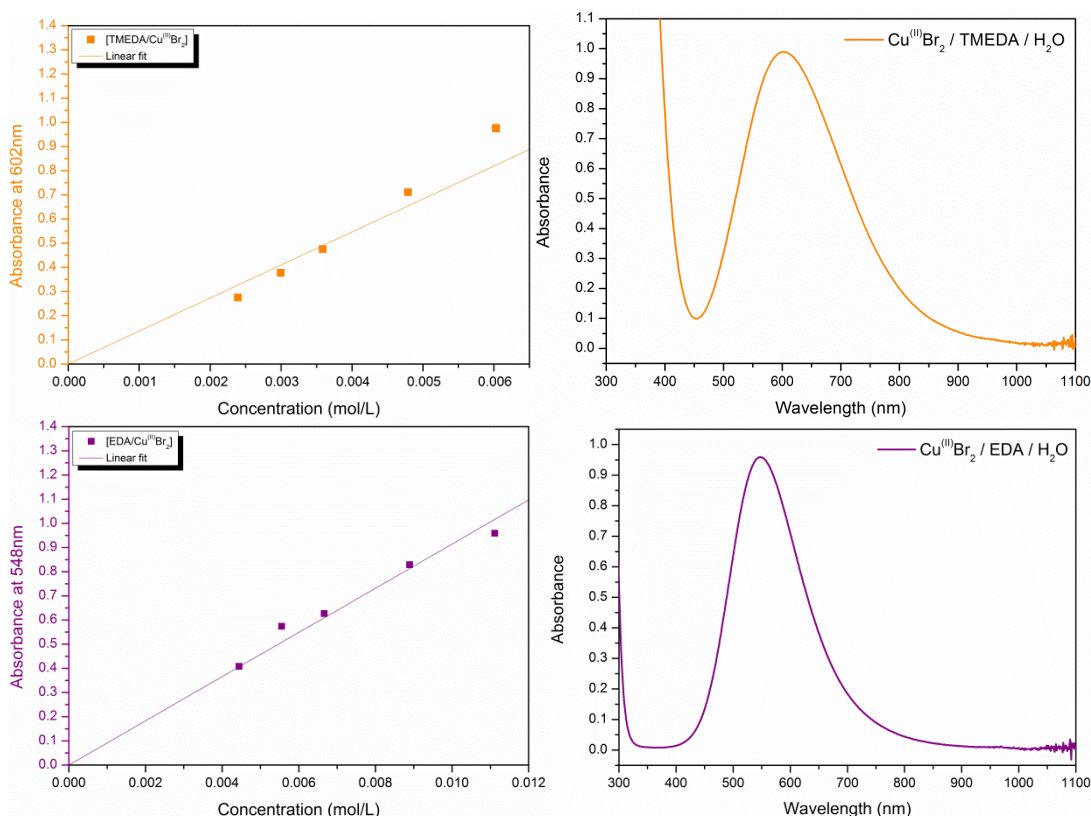 [TMEDA/Cu(II)Br2]
Linear fit
Absorbance at 602nm
1.4
1.3
1.2
1.1
1.0
0.9
0.8
0.7
0.6
0.5
0.4
0.3
0.2
0.1
0.0
0.000 0.001 0.002 0.003 0.004 0.005 0.006
Concentration (mol/L)
Cu(II)Br2 / TMEDA / H2O
Absorbance
1.1
1.0
0.9
0.8
0.7
0.6
0.5
0.4
0.3
0.2
0.1
0.0
300 400 500 600 700 800 900 1000 1100
Wavelength (nm)
[EDA/Cu(II)Br2]
Linear fit
Absorbance at 548nm
1.4
1.3
1.2
1.1
1.0
0.9
0.8
0.7
0.6
0.5
0.4
0.3
0.2
0.1
0.0
0.000 0.002 0.004 0.006 0.008 0.010 0.012
Concentration (mol/L)
Cu(II)Br2 / EDA / H2O
Absorbance
1.0
0.9
0.8
0.7
0.6
0.5
0.4
0.3
0.2
0.1
0.0
300 400 500 600 700 800 900 1000 1100
Wavelength (nm)